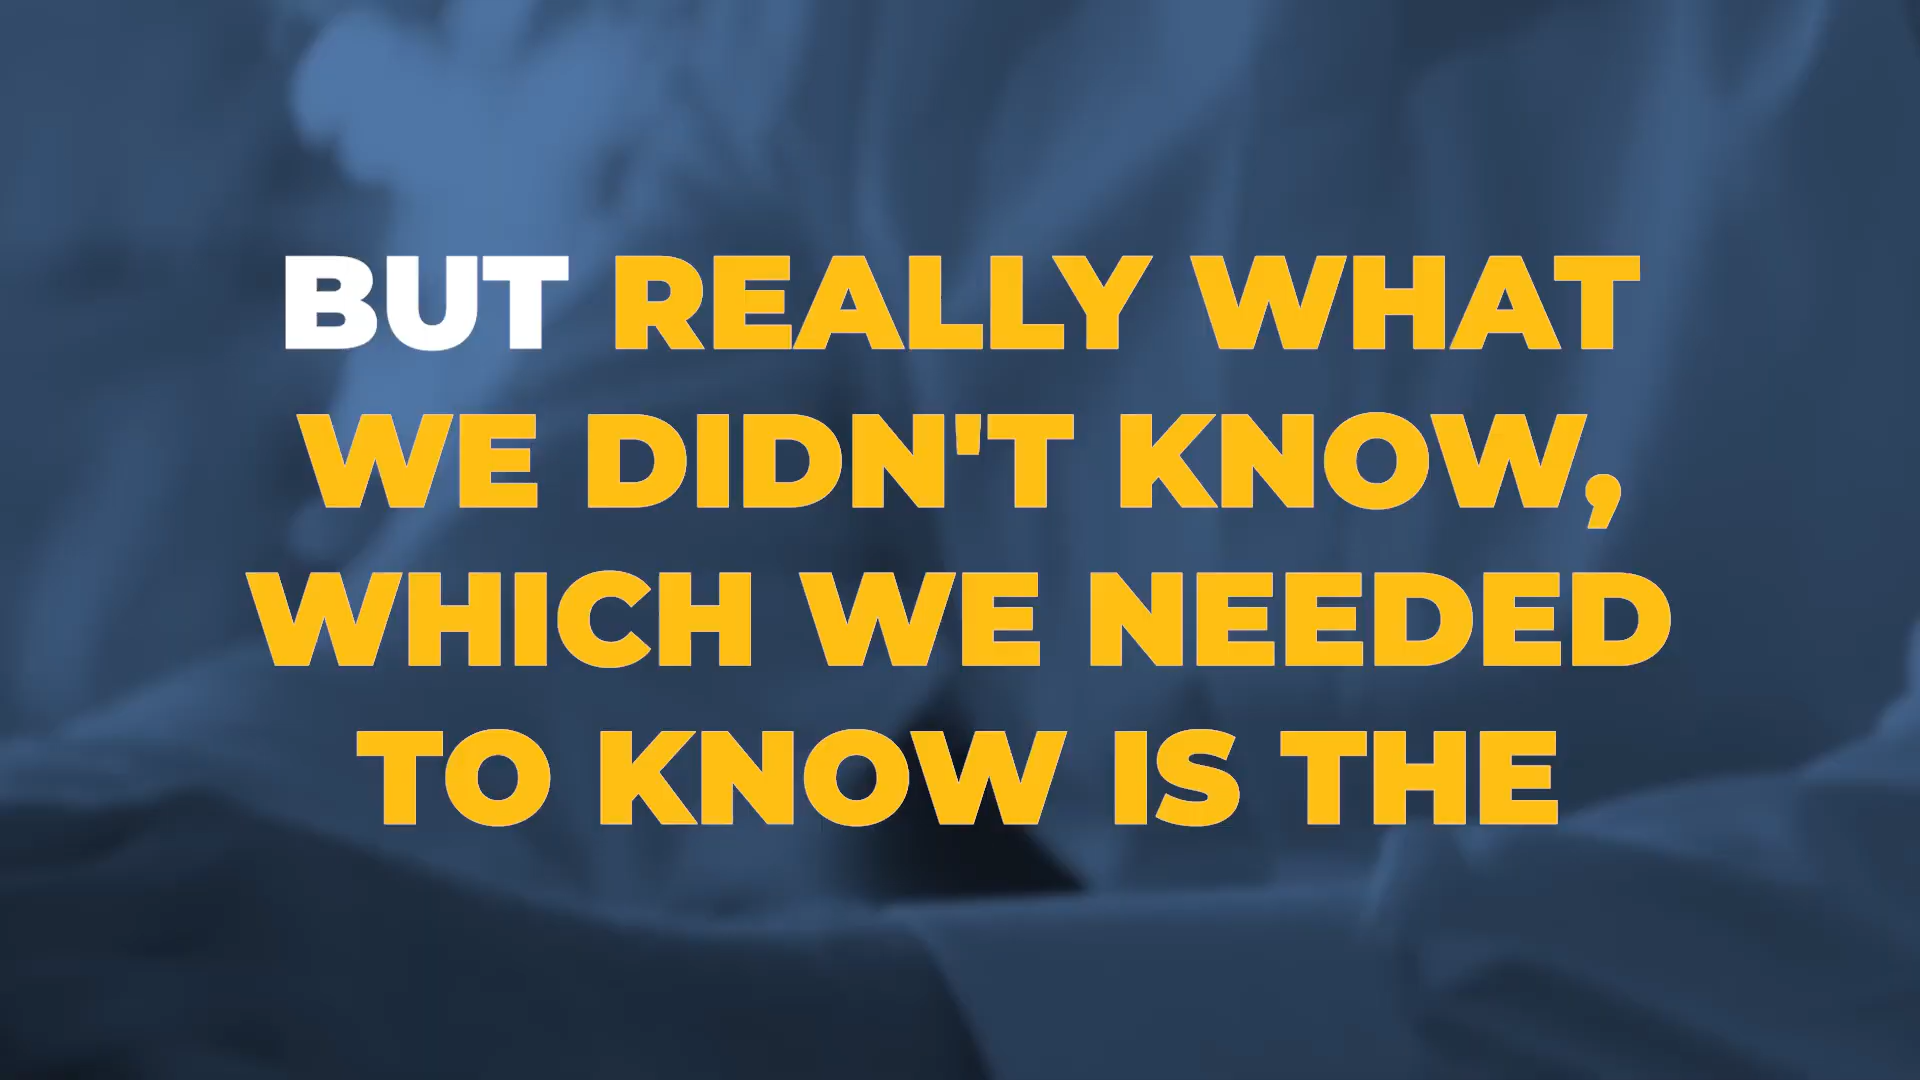 BUT REALLY WHAT
WE DIDN'T KNOW,
WHICH WE NEEDED
TO KNOW IS THE